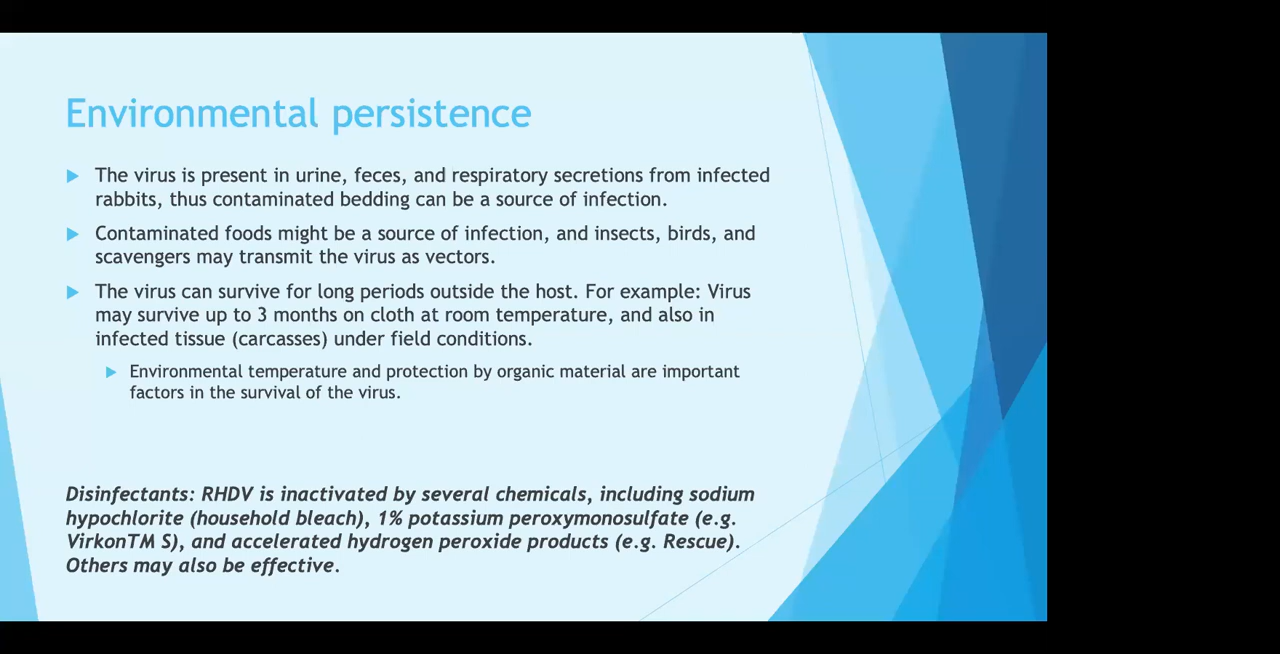 Environmental persistence
The virus is present in urine, feces, and respiratory secretions from infected
rabbits, thus contaminated bedding can be a source of infection.
Contaminated foods might be a source of infection, and insects, birds, and
scavengers may transmit the virus as vectors.
The virus can survive for long periods outside the host. For example: Virus
may survive up to 3 months on cloth at room temperature, and also in
infected tissue (carcasses) under field conditions.
Environmental temperature and protection by organic material are important
factors in the survival of the virus.
Disinfectants: RHDV is inactivated by several chemicals, including sodium
hypochlorite (household bleach), 1% potassium peroxymonosulfate (e.g.
VirkonTM S), and accelerated hydrogen peroxide products (e.g. Rescue).
Others may also be effective.